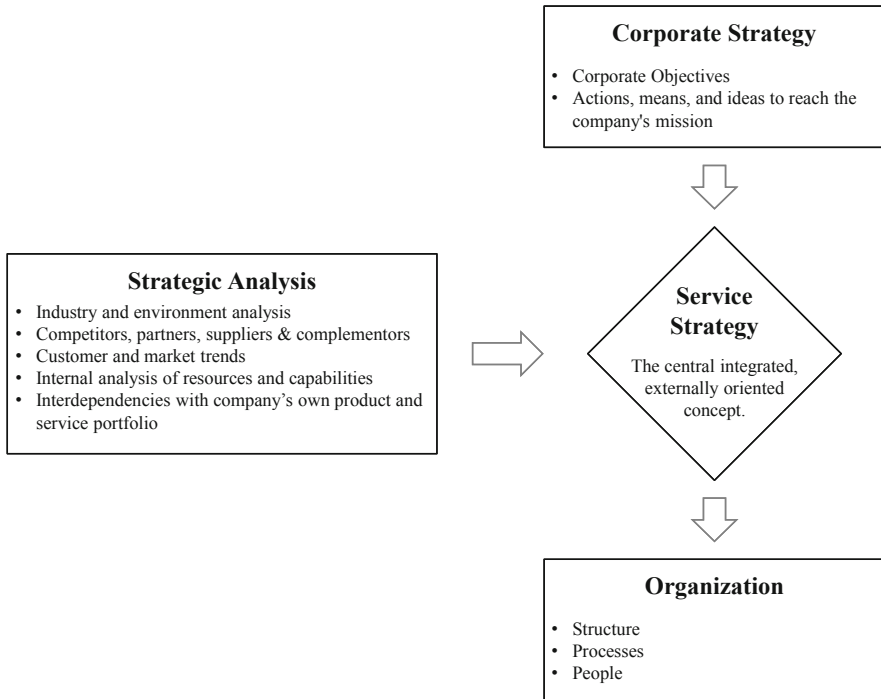 Corporate Strategy
• Corporate Objectives
• Actions, means, and ideas to reach the
company's mission
Strategic Analysis
• Industry and environment analysis
• Competitors, partners, suppliers & complementors
• Customer and market trends
• Internal analysis of resources and capabilities
• Interdependencies with company’s own product and
service portfolio
Service
Strategy
The central integrated,
externally oriented
concept.
Organization
• Structure
• Processes
• People